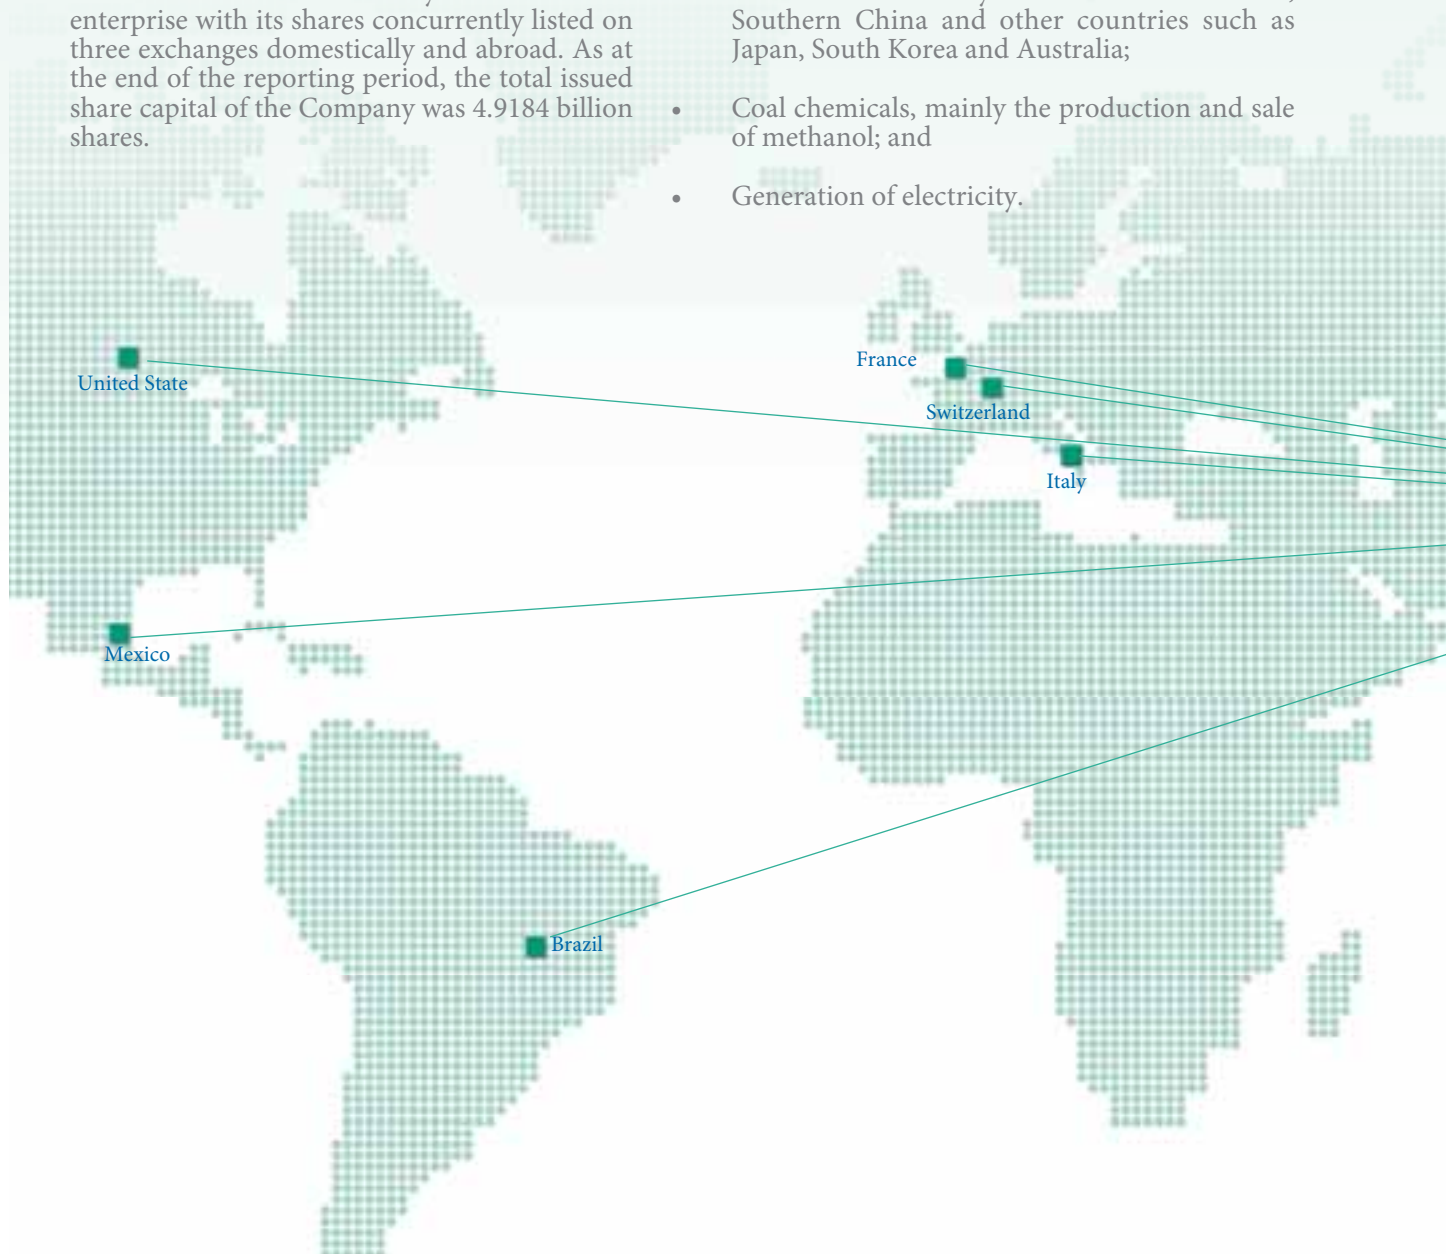 enterprise with its shares concurrently listed on
three exchanges domestically and abroad. As at
the end of the reporting period, the total issued
share capital of the Company was 4.9184 billion
shares.
Southern China and other countries such as
Japan, South Korea and Australia;
• Coal chemicals, mainly the production and sale
of methanol; and
• Generation of electricity.
United State
France
Switzerland
Italy
Mexico
Brazil